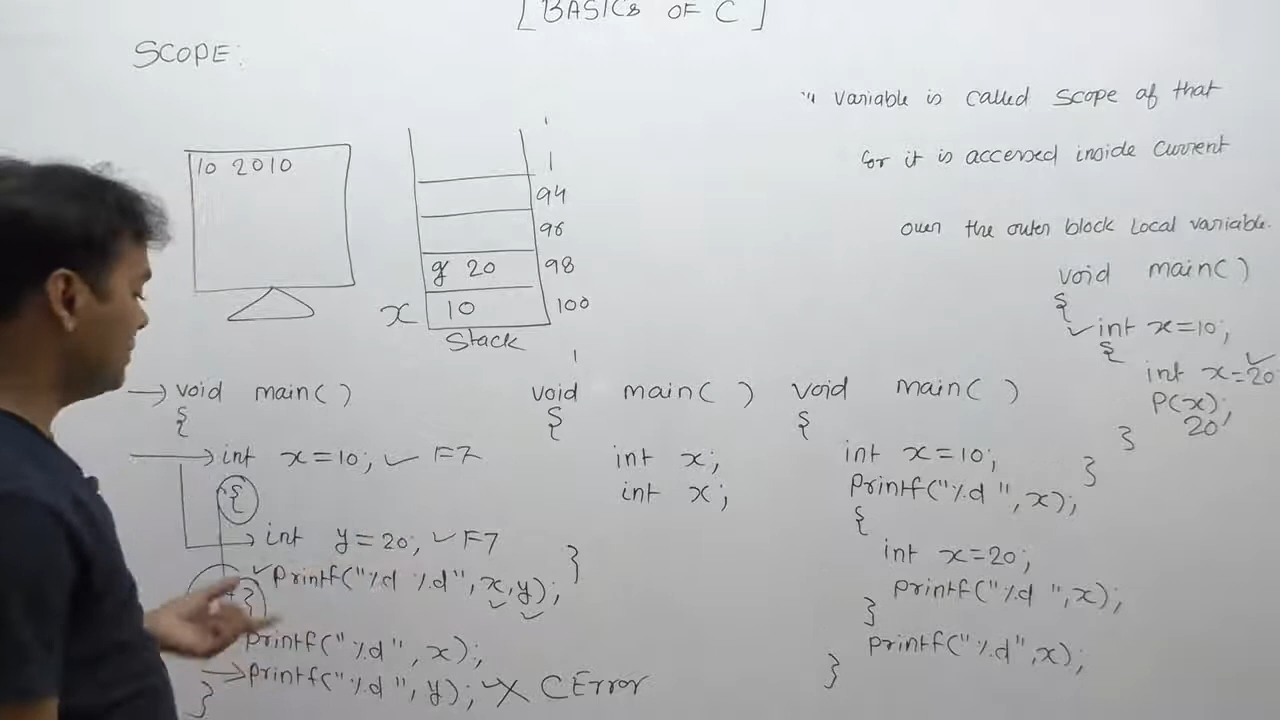 [ BASICS OF C ]
SCOPE:
variable is called scope of that
for it is accessed inside current
over the outer block local variable.
10 2010
1
94
96
y 20 98
x 10 100
Stack
void main()
{
int x=10; F7
{
int y=20; F7
printf("%d %d", x,y);
}
printf("%d", x);
printf("%d", y); X CError
}
void main()
{
int x;
int x;
}
void main()
{
int x=10;
printf("%d", x);
{
int x=20;
printf("%d", x);
}
printf("%d",x);
}
void main()
{
int x=10;
{
int x=20
P(x);
20
}
}